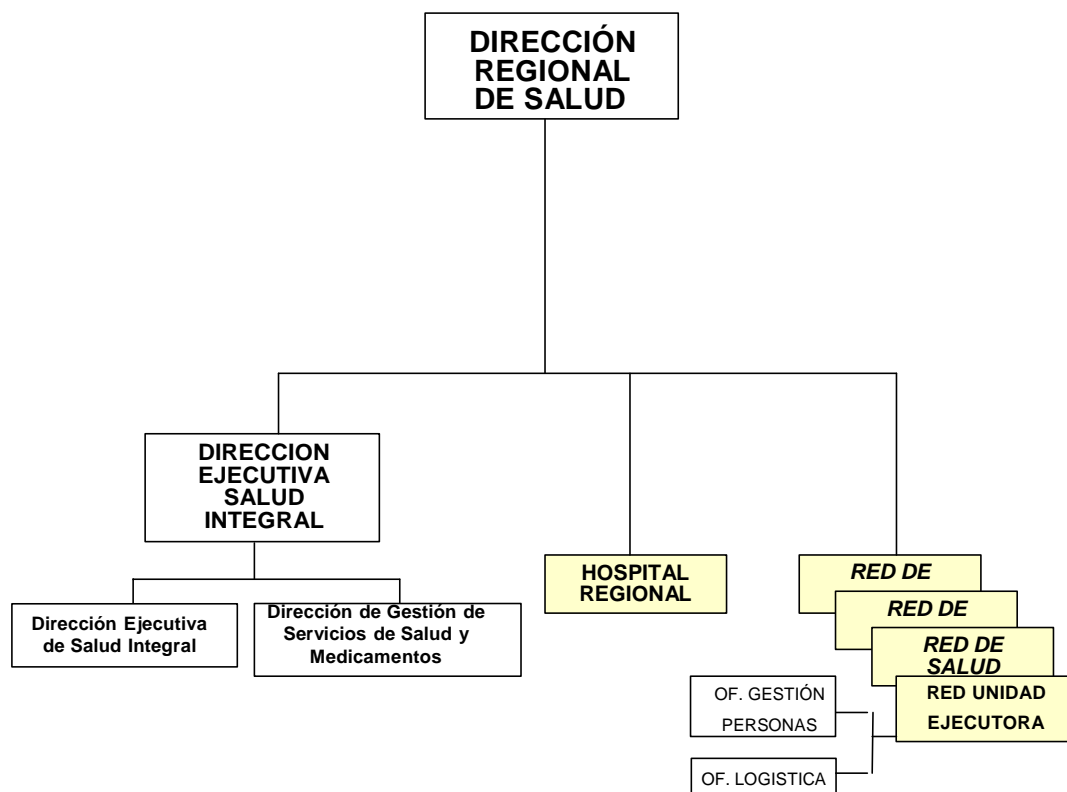 DIRECCIÓN
REGIONAL
DE SALUD
DIRECCION
EJECUTIVA
SALUD
INTEGRAL
Dirección Ejecutiva
de Salud Integral
Dirección de Gestión de
Servicios de Salud y
Medicamentos
HOSPITAL
REGIONAL
RED DE
RED DE
RED DE
SALUD
RED UNIDAD
EJECUTORA
OF. GESTIÓN
PERSONAS
OF. LOGISTICA